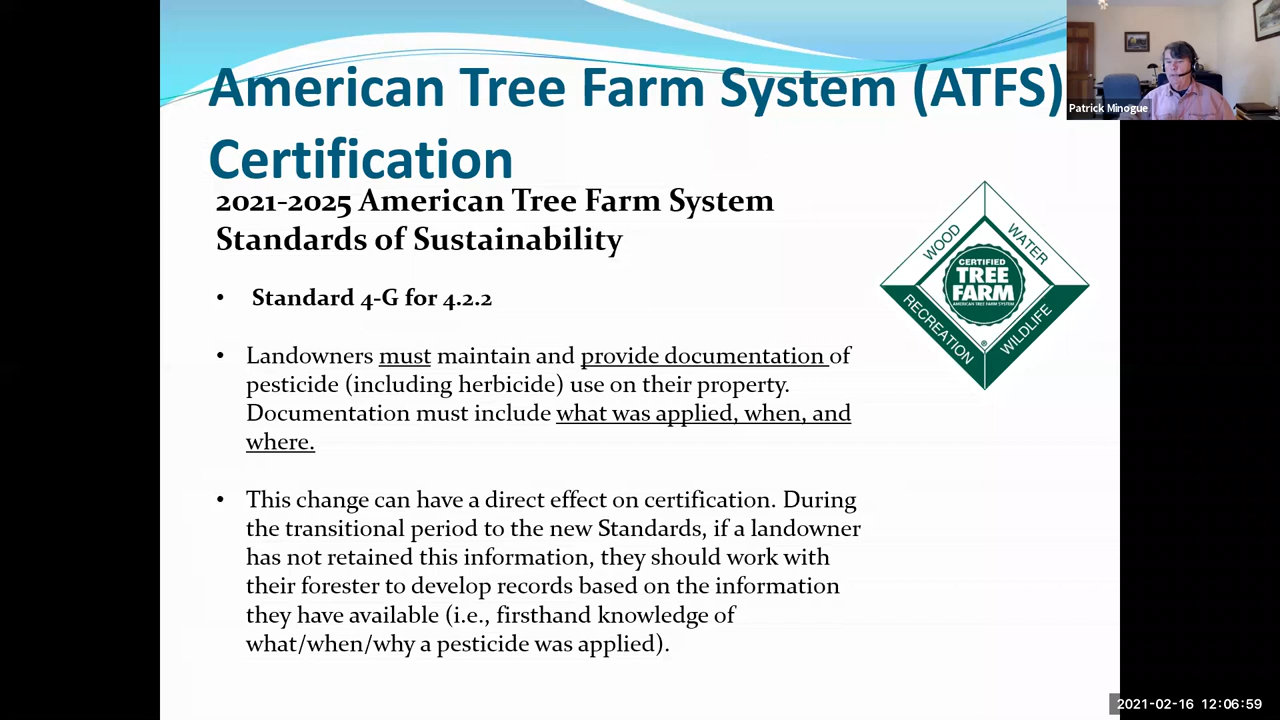 American Tree Farm System (ATFS)
Certification
Patrick Minogue
2021-2025 American Tree Farm System
Standards of Sustainability
WOOD
WATER
CERTIFIED
TREE
FARM
AMERICAN TREE FARM SYSTEM
RECREATION
WILDLIFE
®
• Standard 4-G for 4.2.2
• Landowners must maintain and provide documentation of
pesticide (including herbicide) use on their property.
Documentation must include what was applied, when, and
where.
• This change can have a direct effect on certification. During
the transitional period to the new Standards, if a landowner
has not retained this information, they should work with
their forester to develop records based on the information
they have available (i.e., firsthand knowledge of
what/when/why a pesticide was applied).
2021-02-16 12:06:59